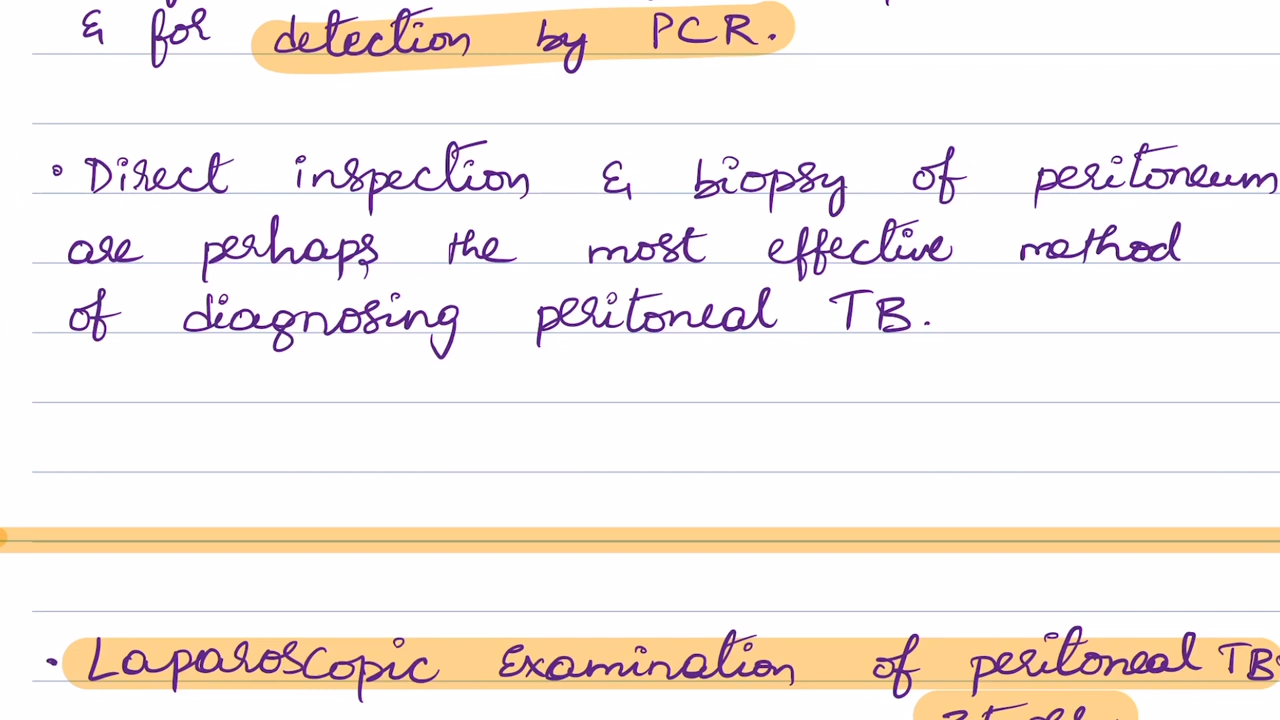 & for detection by PCR.
• Direct inspection & biopsy of peritoneum
are perhaps the most effective method
of diagnosing peritoneal TB.
• Laparoscopic Examination of peritoneal TB: